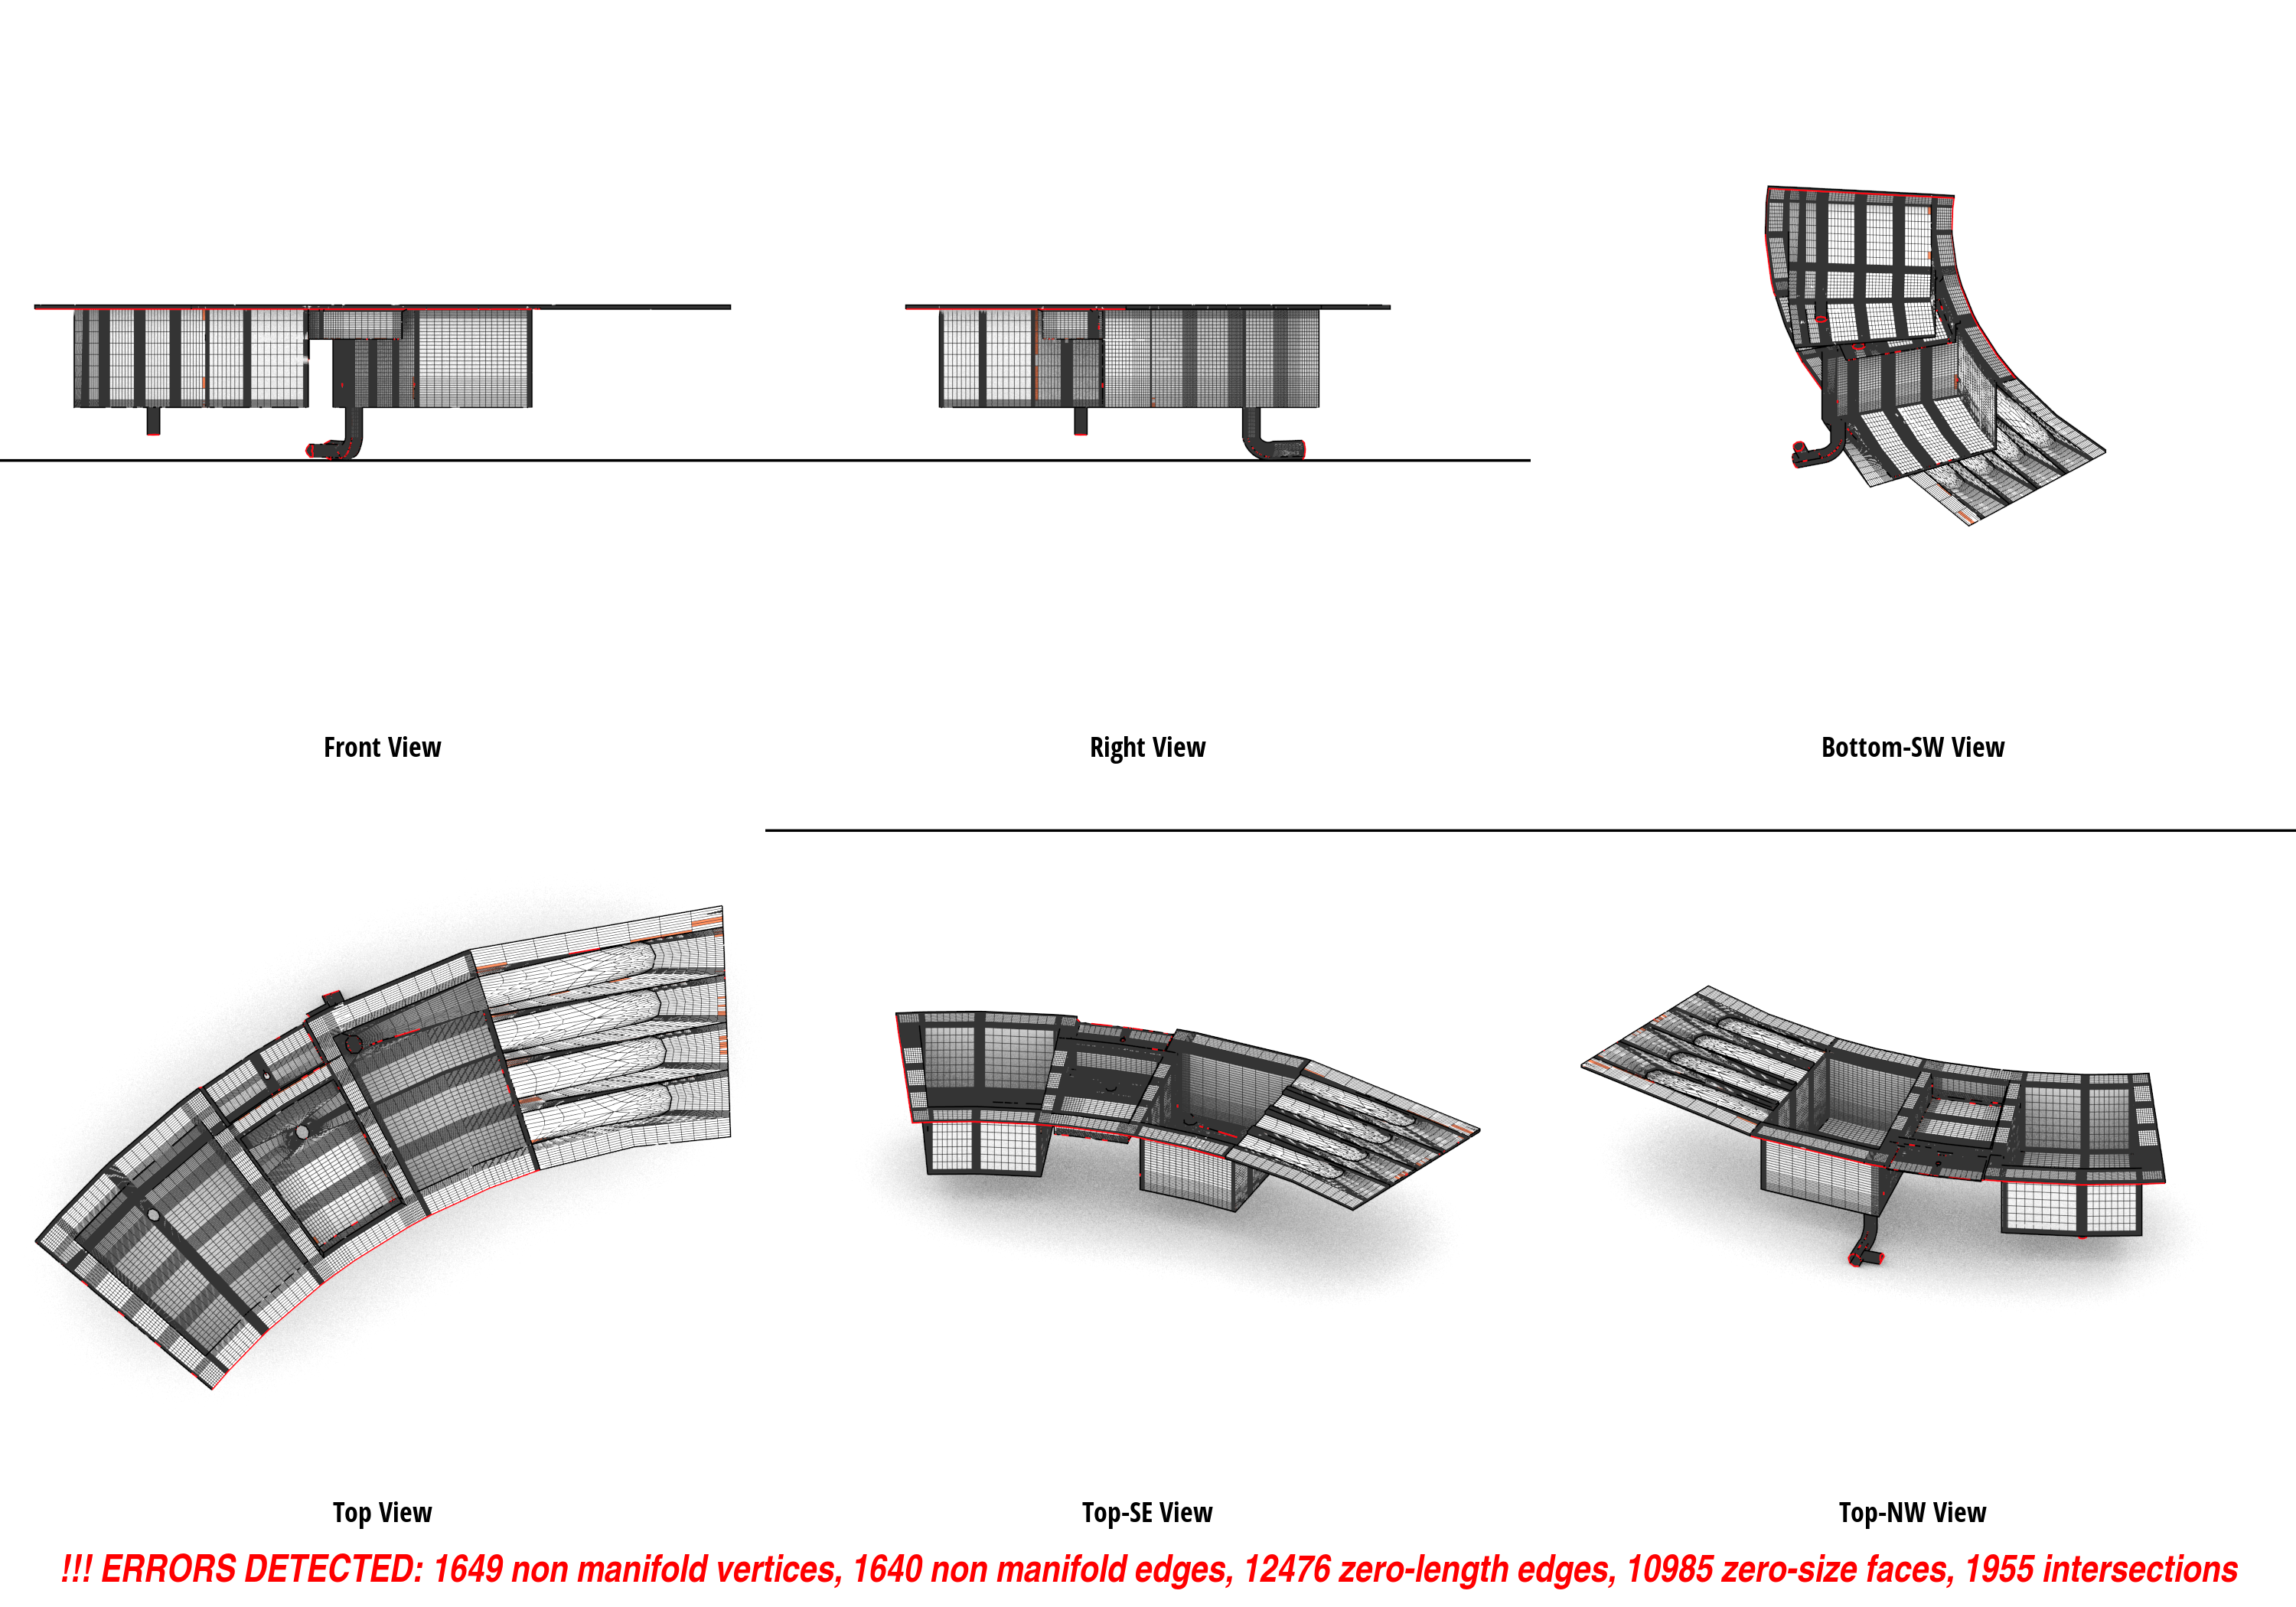 Front View
Right View
Bottom-SW View
Top View
Top-SE View
Top-NW View
!!! ERRORS DETECTED: 1649 non manifold vertices, 1640 non manifold edges, 12476 zero-length edges, 10985 zero-size faces, 1955 intersections